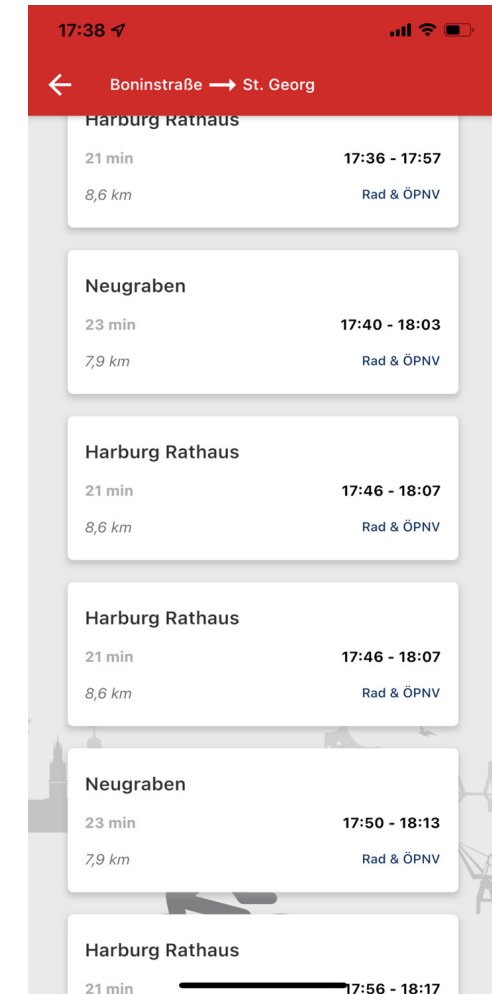 17:38
Boninstraße → St. Georg
Harburg Rathaus
21 min 17:36 - 17:57
8,6 km Rad & ÖPNV
Neugraben
23 min 17:40 - 18:03
7,9 km Rad & ÖPNV
Harburg Rathaus
21 min 17:46 - 18:07
8,6 km Rad & ÖPNV
Harburg Rathaus
21 min 17:46 - 18:07
8,6 km Rad & ÖPNV
Neugraben
23 min 17:50 - 18:13
7,9 km Rad & ÖPNV
Harburg Rathaus
21 min 17:56 - 18:17